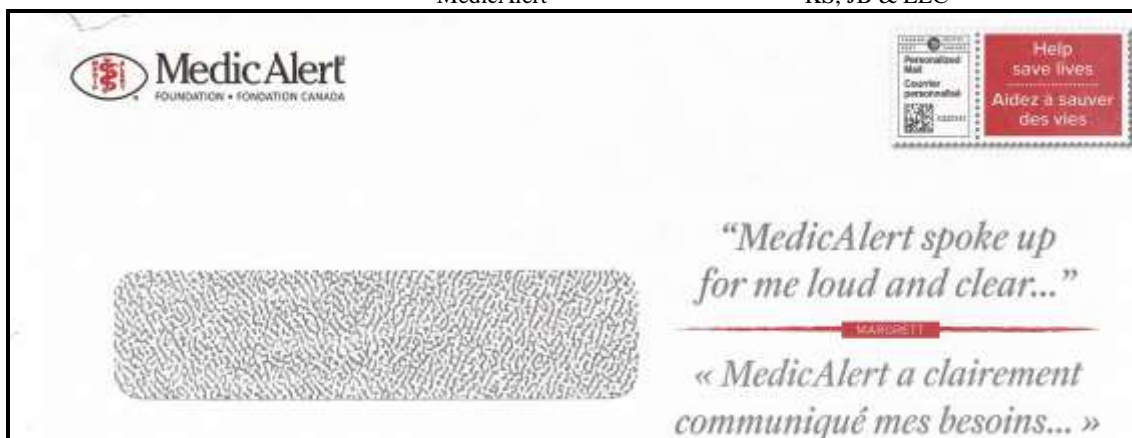 MedicAlert KS, JB & LLC
MedicAlert
FOUNDATION • FONDATION CANADA
Personalized
Mail
Courrier
personnalisé
Help
save lives
Aidez à sauver
des vies
“MedicAlert spoke up
for me loud and clear...”
MARGRETT
« MedicAlert a clairement
communiqué mes besoins... »